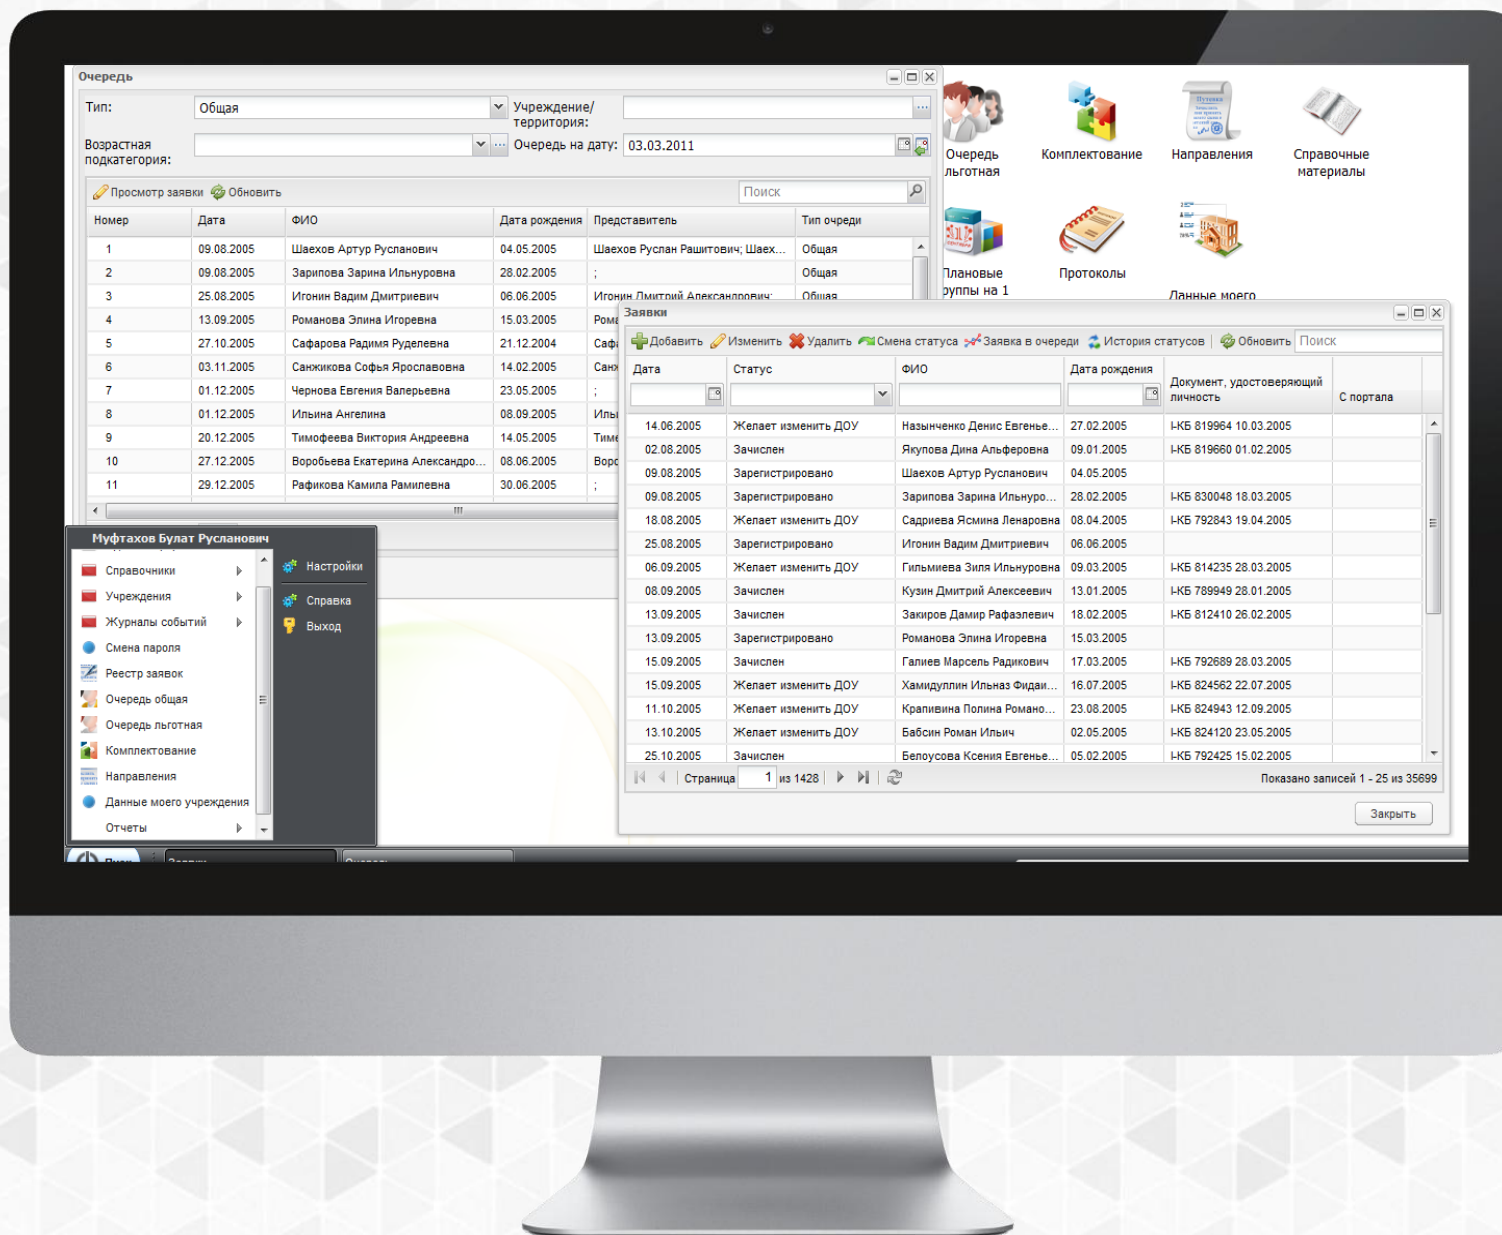 Очередь
Тип: Общая Учреждение/
территория:
Возрастная
подкатегория: Очередь на дату: 03.03.2011
Просмотр заявки Обновить Поиск
Номер Дата ФИО Дата рождения Представитель Тип очереди
1 09.08.2005 Шаехов Артур Русланович 04.05.2005 Шаехов Руслан Рашитович; Шаех... Общая
2 09.08.2005 Зарипова Зарина Ильнуровна 28.02.2005 ; Общая
3 25.08.2005 Игонин Вадим Дмитриевич 06.06.2005 Игонин Дмитрий Александрович; Общая
4 13.09.2005 Романова Элина Игоревна 15.03.2005 Рома
5 27.10.2005 Сафарова Радимя Руделевна 21.12.2004 Сафа
6 03.11.2005 Санжикова Софья Ярославовна 14.02.2005 Санж
7 01.12.2005 Чернова Евгения Валерьевна 23.05.2005 ;
8 01.12.2005 Ильина Ангелина 08.09.2005 Ильи
9 20.12.2005 Тимофеева Виктория Андреевна 14.05.2005 Тимо
10 27.12.2005 Воробьева Екатерина Александро... 08.06.2005 Воро
11 29.12.2005 Рафикова Камила Рамилевна 30.06.2005 ;
Очередь
льготная
Комплектование
Направления
Справочные
материалы
Плановые
руппы на 1
Протоколы
Данные моего
Путевка
Заявки
Добавить Изменить Удалить Смена статуса Заявка в очереди История статусов Обновить Поиск
Дата Статус ФИО Дата рождения Документ, удостоверяющий
личность С портала
14.06.2005 Желает изменить ДОУ Назынченко Денис Евгенье... 27.02.2005 I-КБ 819964 10.03.2005
02.08.2005 Зачислен Якупова Дина Альферовна 09.01.2005 I-КБ 819660 01.02.2005
09.08.2005 Зарегистрировано Шаехов Артур Русланович 04.05.2005
09.08.2005 Зарегистрировано Зарипова Зарина Ильнуро... 28.02.2005 I-КБ 830048 18.03.2005
18.08.2005 Желает изменить ДОУ Садриева Ясмина Ленаровна 08.04.2005 I-КБ 792843 19.04.2005
25.08.2005 Зарегистрировано Игонин Вадим Дмитриевич 06.06.2005
06.09.2005 Желает изменить ДОУ Гильмиева Зиля Ильнуровна 09.03.2005 I-КБ 814235 28.03.2005
08.09.2005 Зачислен Кузин Дмитрий Алексеевич 13.01.2005 I-КБ 789949 28.01.2005
13.09.2005 Зачислен Закиров Дамир Рафаэлевич 18.02.2005 I-КБ 812410 26.02.2005
13.09.2005 Зарегистрировано Романова Элина Игоревна 15.03.2005
15.09.2005 Зачислен Галиев Марсель Радикович 17.03.2005 I-КБ 792689 28.03.2005
15.09.2005 Желает изменить ДОУ Хамидуллин Ильназ Фидаи... 16.07.2005 I-КБ 824562 22.07.2005
11.10.2005 Желает изменить ДОУ Крапивина Полина Романо... 23.08.2005 I-КБ 824943 12.09.2005
13.10.2005 Желает изменить ДОУ Бабсин Роман Ильич 02.05.2005 I-КБ 824120 23.05.2005
25.10.2005 Зачислен Белоусова Ксения Евгенье... 05.02.2005 I-КБ 792425 15.02.2005
Страница 1 из 1428 Показано записей 1 - 25 из 35699
Закрыть
Муфтахов Булат Русланович
Справочники
Учреждения
Журналы событий
Смена пароля
Реестр заявок
Очередь общая
Очередь льготная
Комплектование
Направления
Данные моего учреждения
Отчеты
Настройки
Справка
Выход
Пуск Заявки Очередь